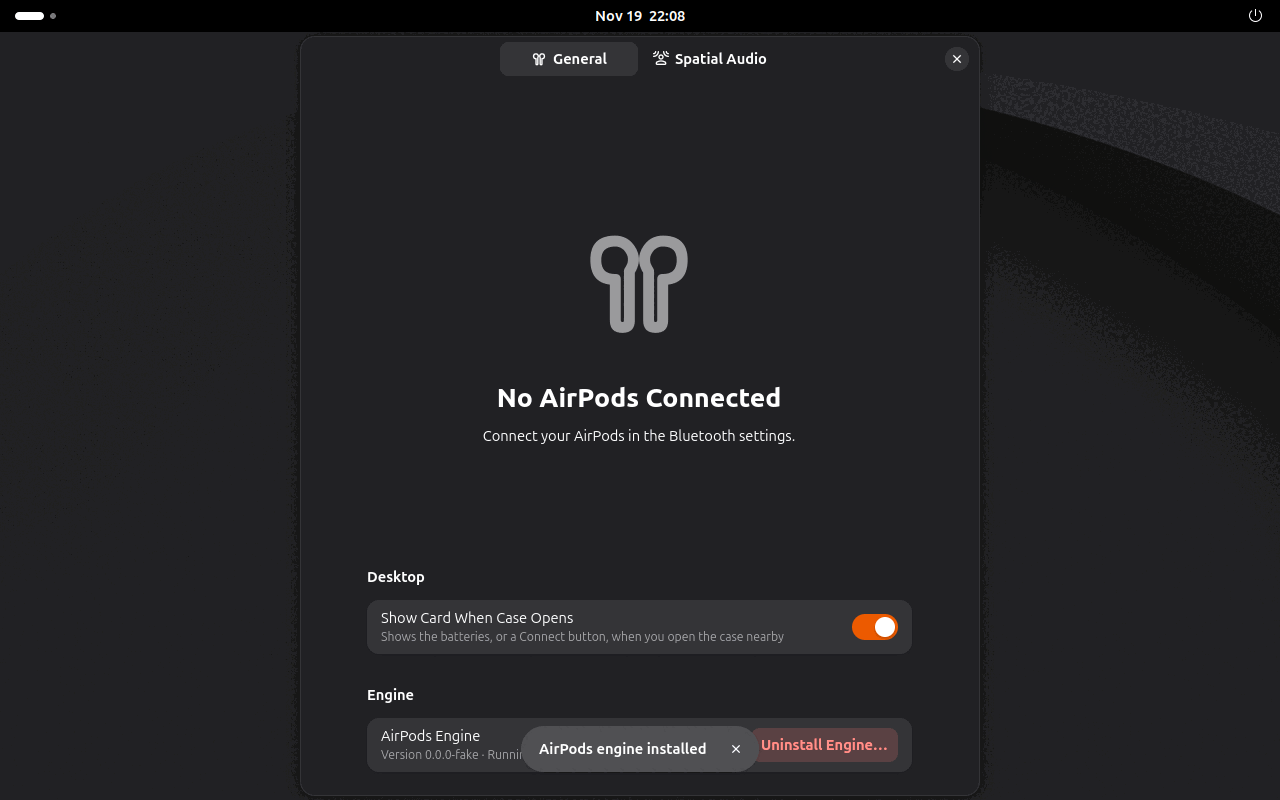 Nov 19 22:08
General
Spatial Audio
No AirPods Connected
Connect your AirPods in the Bluetooth settings.
Desktop
Show Card When Case Opens
Shows the batteries, or a Connect button, when you open the case nearby
Engine
AirPods Engine
Version 0.0.0-fake ·
AirPods engine installed
Uninstall Engine...